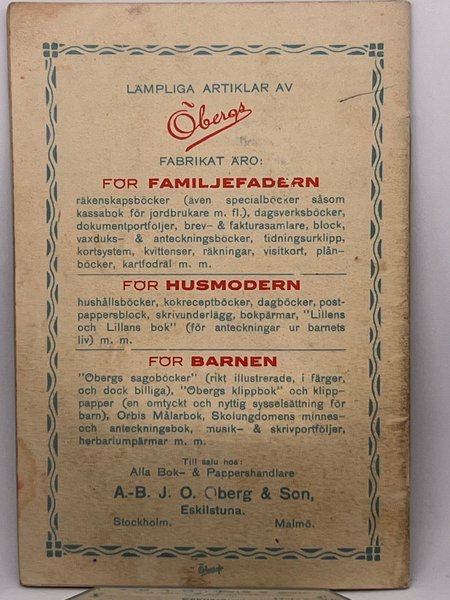 LÄMPLIGA ARTIKLAR AV
Öbergs
FABRIKAT ÄRO:
FÖR FAMILJEFADERN
räkenskapsböcker (även specialböcker såsom
kassabok för jordbrukare m. fl.), dagsverksböcker,
dokumentportföljer, brev- & fakturasamlare, block,
vaxduks- & anteckningsböcker, tidningsurklipp,
kortsystem, kvittenser, räkningar, visitkort, plån-
böcker, kartfodral m. m.
FÖR HUSMODERN
hushållsböcker, kokreceptböcker, dagböcker, post-
pappersblock, skrivunderlägg, bokpärmar, "Lillens
och Lillans bok" (för anteckningar ur barnets
liv) m. m.
FÖR BARNEN
"Öbergs sagoböcker" (rikt illustrerade, i färger,
och dock billiga), "Öbergs klippbok" och klipp-
papper (en omtyckt och nyttig sysselsättning för
barn), Orbis Målarbok, Skolungdomens minnes-
och anteckningsbok, musik- & skrivportföljer,
herbariumpärmar m. m.
Till salu hos:
Alla Bok- & Pappershandlare
A.-B. J. O. Öberg & Son,
Eskilstuna.
Stockholm. Malmö.
Öbergs